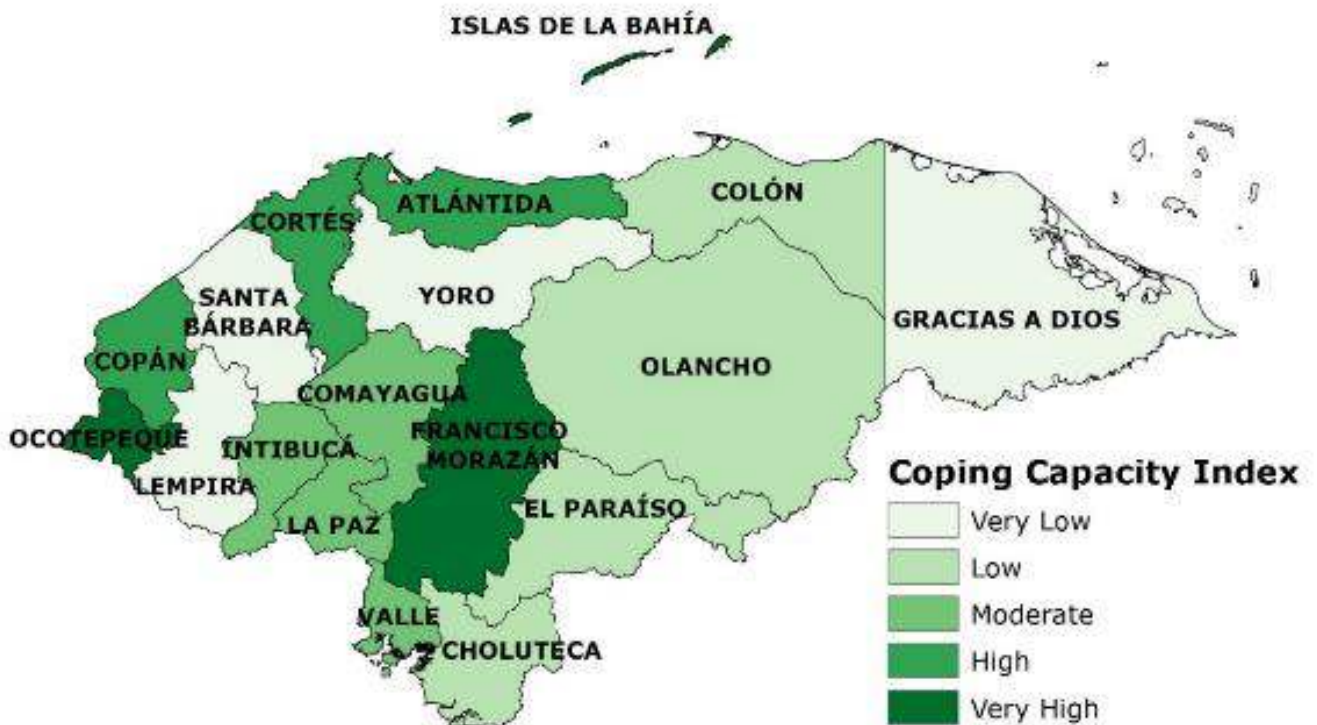 ISLAS DE LA BAHÍA
COLÓN
ATLÁNTIDA
CORTÉS
SANTA
BÁRBARA
YORO
GRACIAS A DIOS
COPÁN
OLANCHO
COMAYAGUA
OCOTEPEQUE
FRANCISCO
MORAZÁN
INTIBUCÁ
LEMPIRA
EL PARAÍSO
LA PAZ
VALLE
CHOLUTECA
Coping Capacity Index
Very Low
Low
Moderate
High
Very High